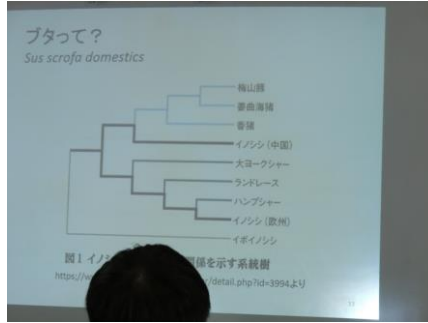 ブタって？
Sus scrofa domestics
梅山豚
姜曲海猪
香猪
イノシシ（中国）
大ヨークシャー
ランドレース
ハンプシャー
イノシシ（欧州）
イボイノシシ
図1 イノシ
関係を示す系統樹
https://w
/detail.php?id=3994より